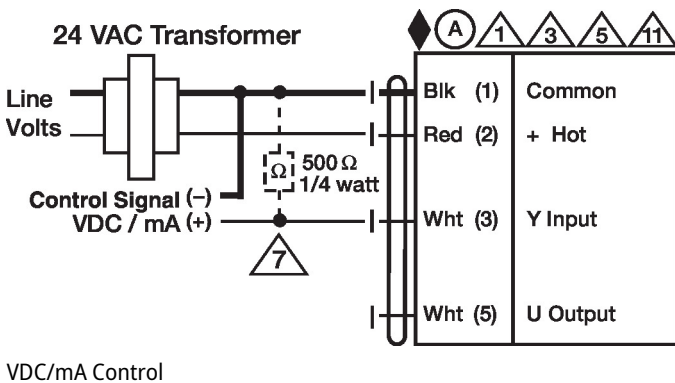 24 VAC Transformer
A 1 3 5 11
Line
Volts
Blk (1) Common
Red (2) + Hot
Ω 500 Ω
1/4 watt
Control Signal (–)
VDC / mA (+)
Wht (3) Y Input
7
Wht (5) U Output
VDC/mA Control